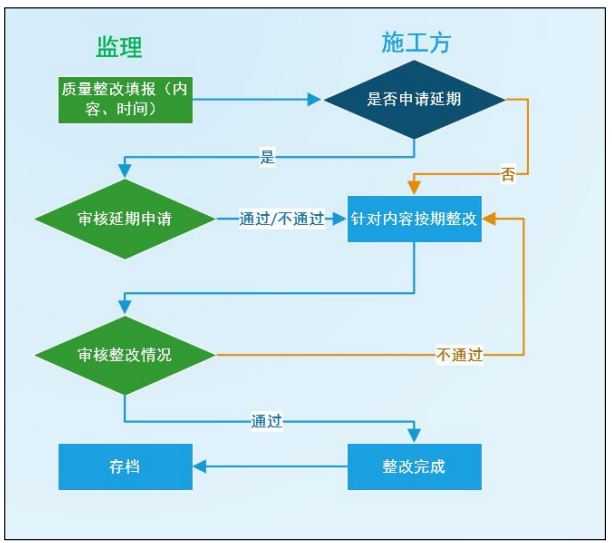 监理
施工方
质量整改填报（内
容、时间）
是否申请延期
是
否
审核延期申请
通过/不通过
针对内容按期整改
审核整改情况
不通过
通过
存档
整改完成